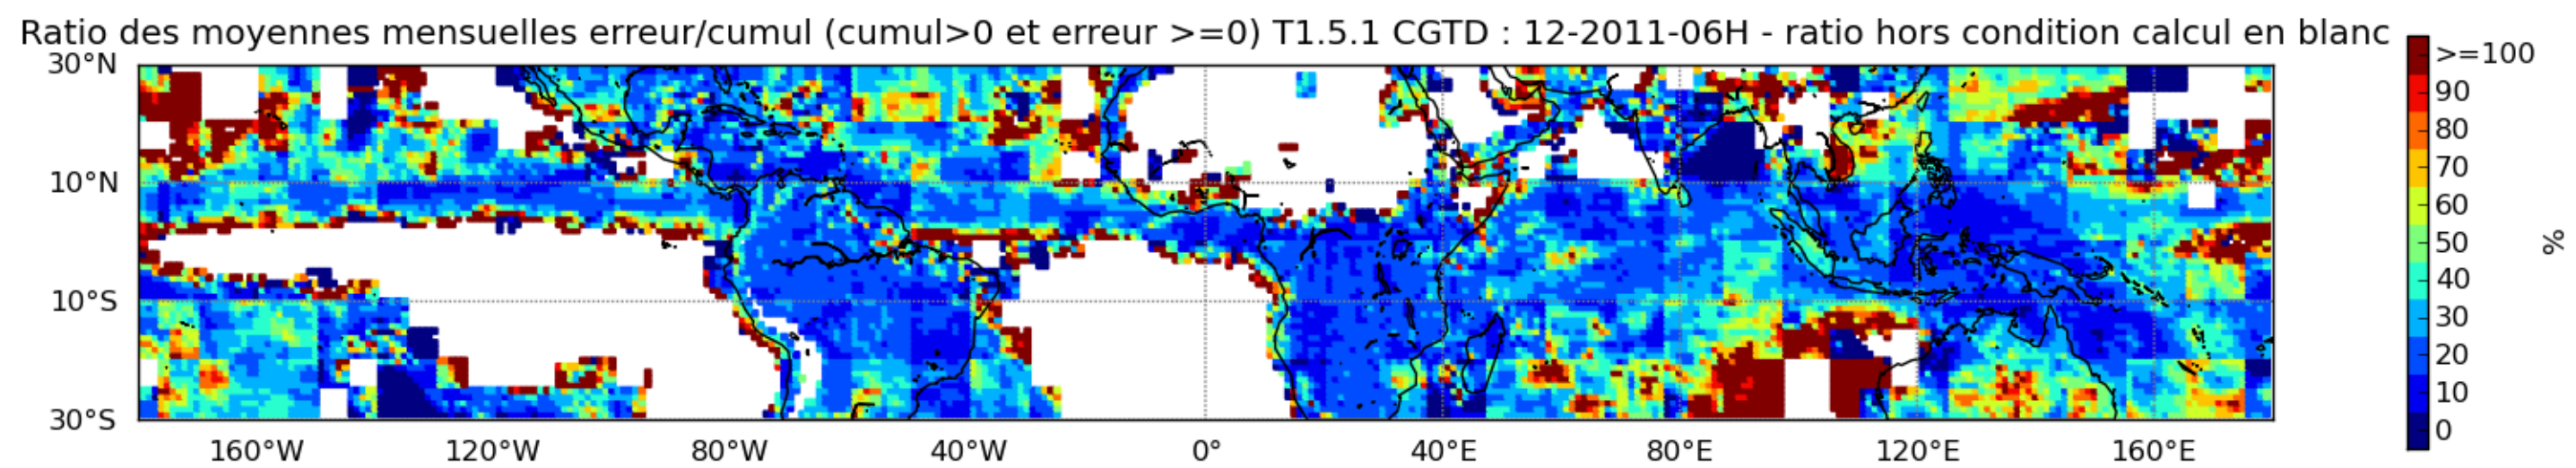 Ratio des moyennes mensuelles erreur/cumul (cumul>0 et erreur >=0) T1.5.1 CGTD : 12-2011-06H - ratio hors condition calcul en blanc
30°N
10°N
10°S
30°S
160°W 120°W 80°W 40°W 0° 40°E 80°E 120°E 160°E
>=100
90
80
70
60
50
40
30
20
10
0
%